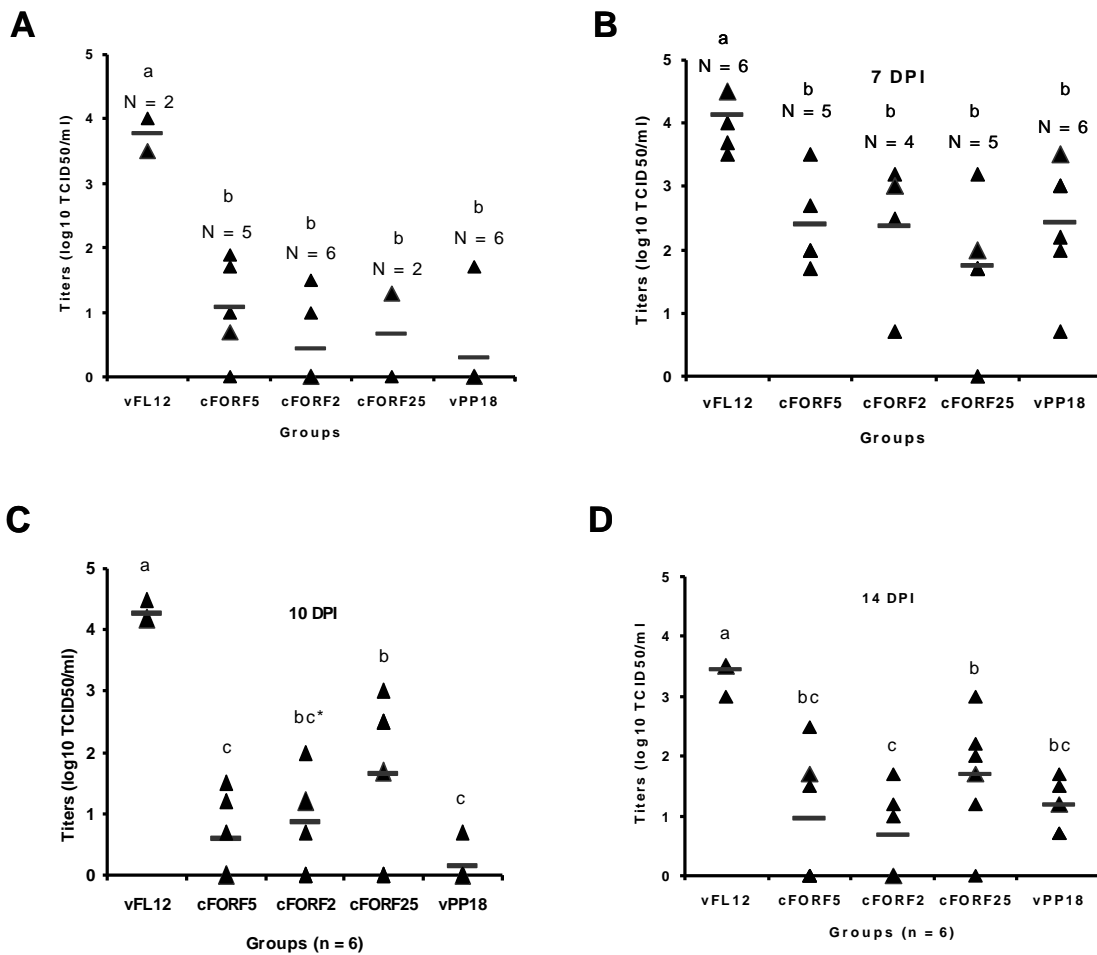 A
Titers (log10 TCID50/ml)
5
4
3
2
1
0
a
N = 2
b
N = 5
b
N = 6
b
N = 2
b
N = 6
vFL12 cFORF5 cFORF2 cFORF25 vPP18
Groups
B
7 DPI
Titers (log10 TCID50/ml)
5
4
3
2
1
0
a
N = 6
b
N = 5
b
N = 4
b
N = 5
b
N = 6
vFL12 cFORF5 cFORF2 cFORF25 vPP18
Groups
C
10 DPI
Titers (log10 TCID50/ml)
5
4
3
2
1
0
a
c
bc*
b
c
vFL12 cFORF5 cFORF2 cFORF25 vPP18
Groups (n = 6)
D
14 DPI
Titers (log10 TCID50/ml
5
4
3
2
1
0
a
bc
c
b
bc
vFL12 cFORF5 cFORF2 cFORF25 vPP18
Groups (n = 6)